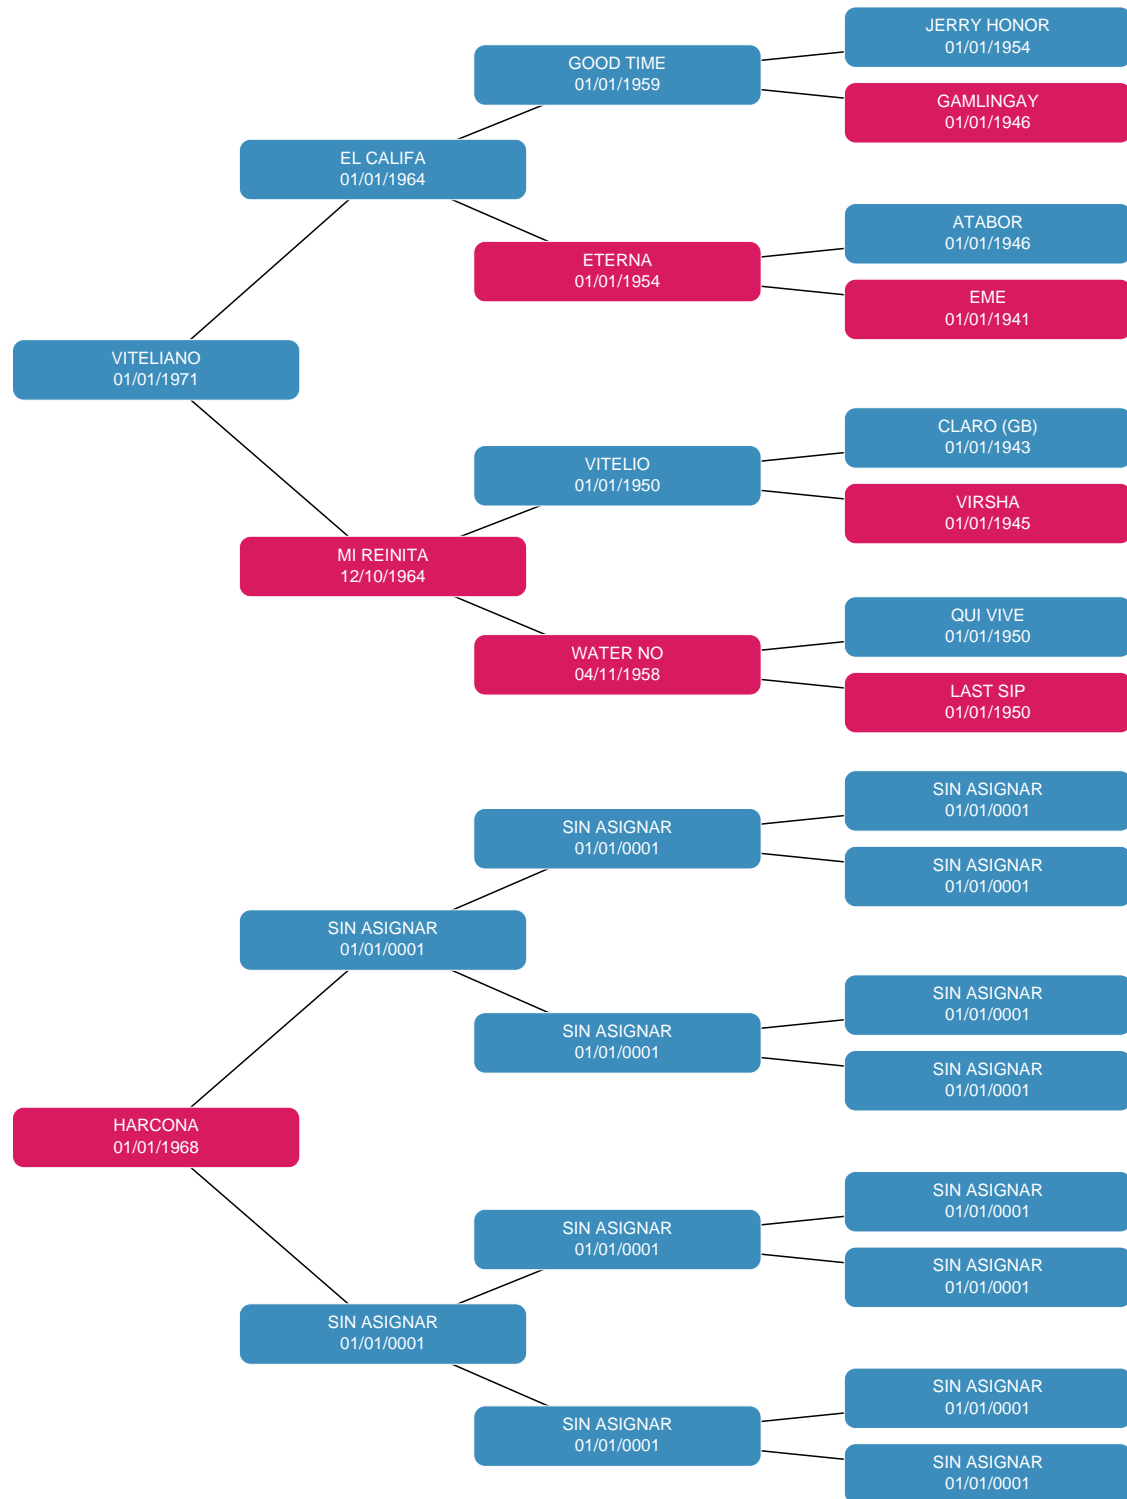 JERRY HONOR
01/01/1954
GOOD TIME
01/01/1959
GAMLINGAY
01/01/1946
EL CALIFA
01/01/1964
ATABOR
01/01/1946
ETERNA
01/01/1954
EME
01/01/1941
VITELIANO
01/01/1971
CLARO (GB)
01/01/1943
VITELIO
01/01/1950
VIRSHA
01/01/1945
MI REINITA
12/10/1964
QUI VIVE
01/01/1950
WATER NO
04/11/1958
LAST SIP
01/01/1950
SIN ASIGNAR
01/01/0001
SIN ASIGNAR
01/01/0001
SIN ASIGNAR
01/01/0001
SIN ASIGNAR
01/01/0001
SIN ASIGNAR
01/01/0001
SIN ASIGNAR
01/01/0001
SIN ASIGNAR
01/01/0001
HARCONA
01/01/1968
SIN ASIGNAR
01/01/0001
SIN ASIGNAR
01/01/0001
SIN ASIGNAR
01/01/0001
SIN ASIGNAR
01/01/0001
SIN ASIGNAR
01/01/0001
SIN ASIGNAR
01/01/0001
SIN ASIGNAR
01/01/0001